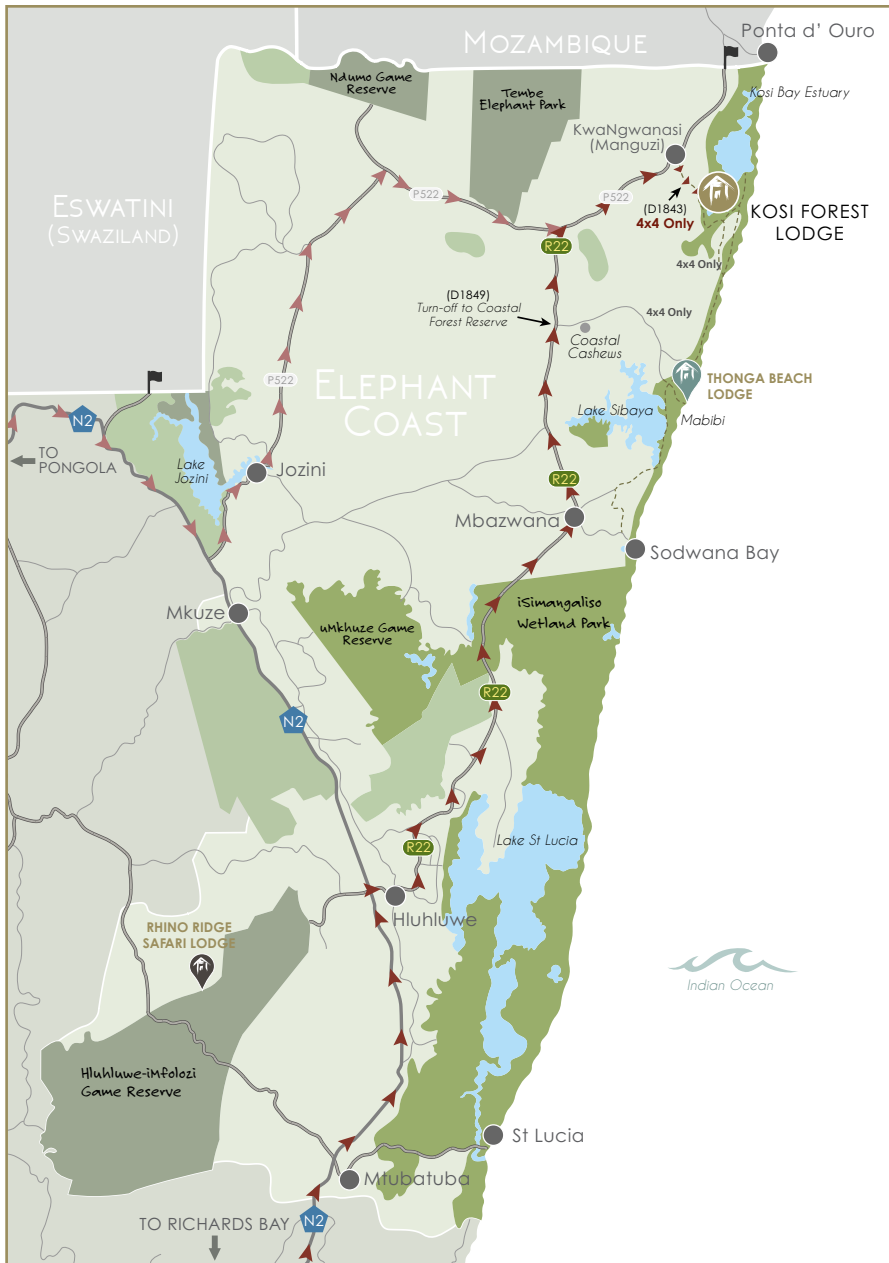 Ponta d' Ouro
MOZAMBIQUE
Ndumo Game
Reserve
Tembe
Elephant Park
Kosi Bay Estuary
KwaNgwanasi
(Manguzi)
P522
P522
(D1843)
4x4 Only
KOSI FOREST
LODGE
ESWATINI
(SWAZILAND)
R22
4x4 Only
(D1849)
Turn-off to Coastal
Forest Reserve
4x4 Only
Coastal
Cashews
P522
ELEPHANT
COAST
THONGA BEACH
LODGE
Lake Sibaya
Mabibi
N2
TO
PONGOLA
Lake
Jozini
Jozini
R22
Mbazwana
Sodwana Bay
Mkuze
uMkhuze Game
Reserve
iSimangaliso
Wetland Park
R22
N2
Lake St Lucia
R22
Hluhluwe
RHINO RIDGE
SAFARI LODGE
Indian Ocean
Hluhluwe-iMfolozi
Game Reserve
St Lucia
Mtubatuba
TO RICHARDS BAY
N2